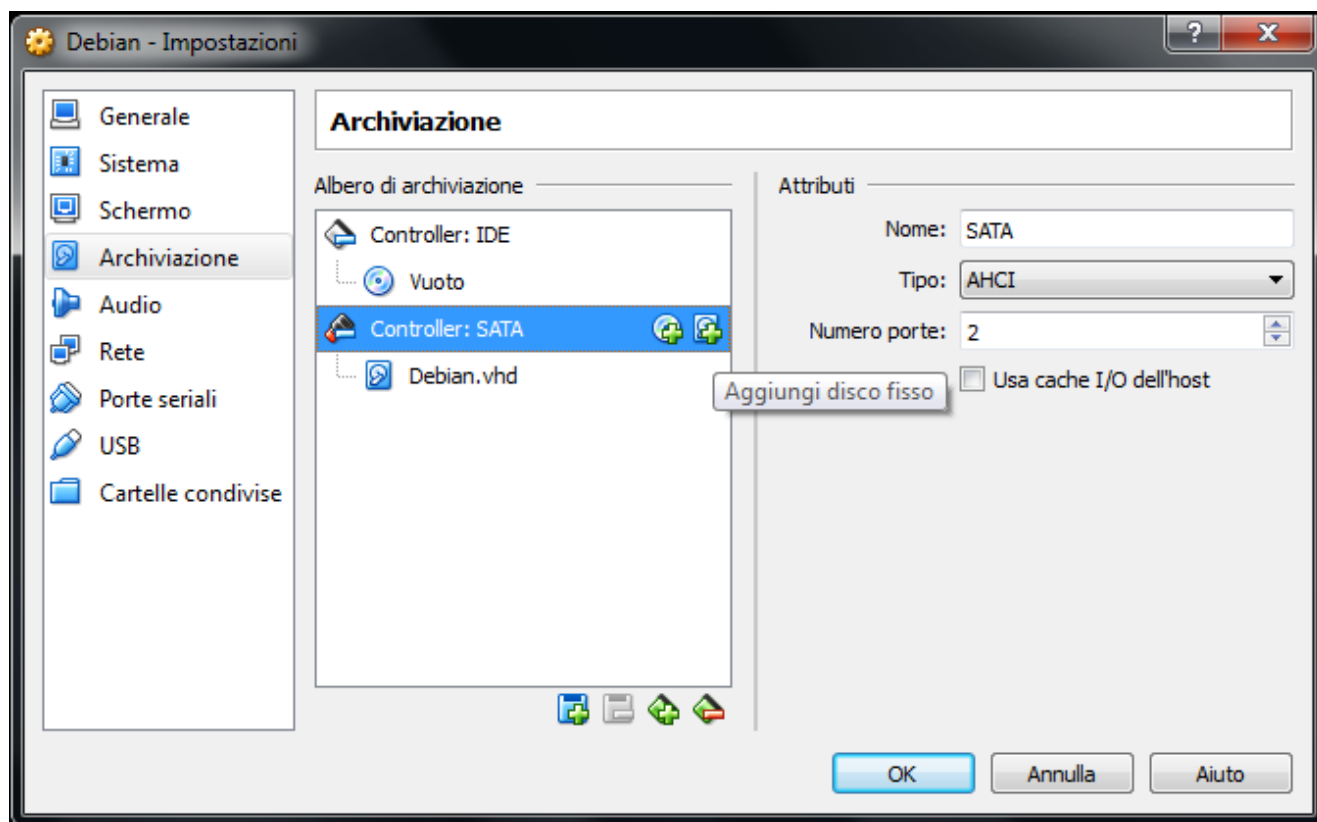 Debian - Impostazioni
?
X
Generale
Sistema
Schermo
Archiviazione
Audio
Rete
Porte seriali
USB
Cartelle condivise
Archiviazione
Albero di archiviazione
Controller: IDE
Vuoto
Controller: SATA
Debian.vhd
Attributi
Nome: SATA
Tipo: AHCI
Numero porte: 2
Usa cache I/O dell'host
Aggiungi disco fisso
OK
Annulla
Aiuto